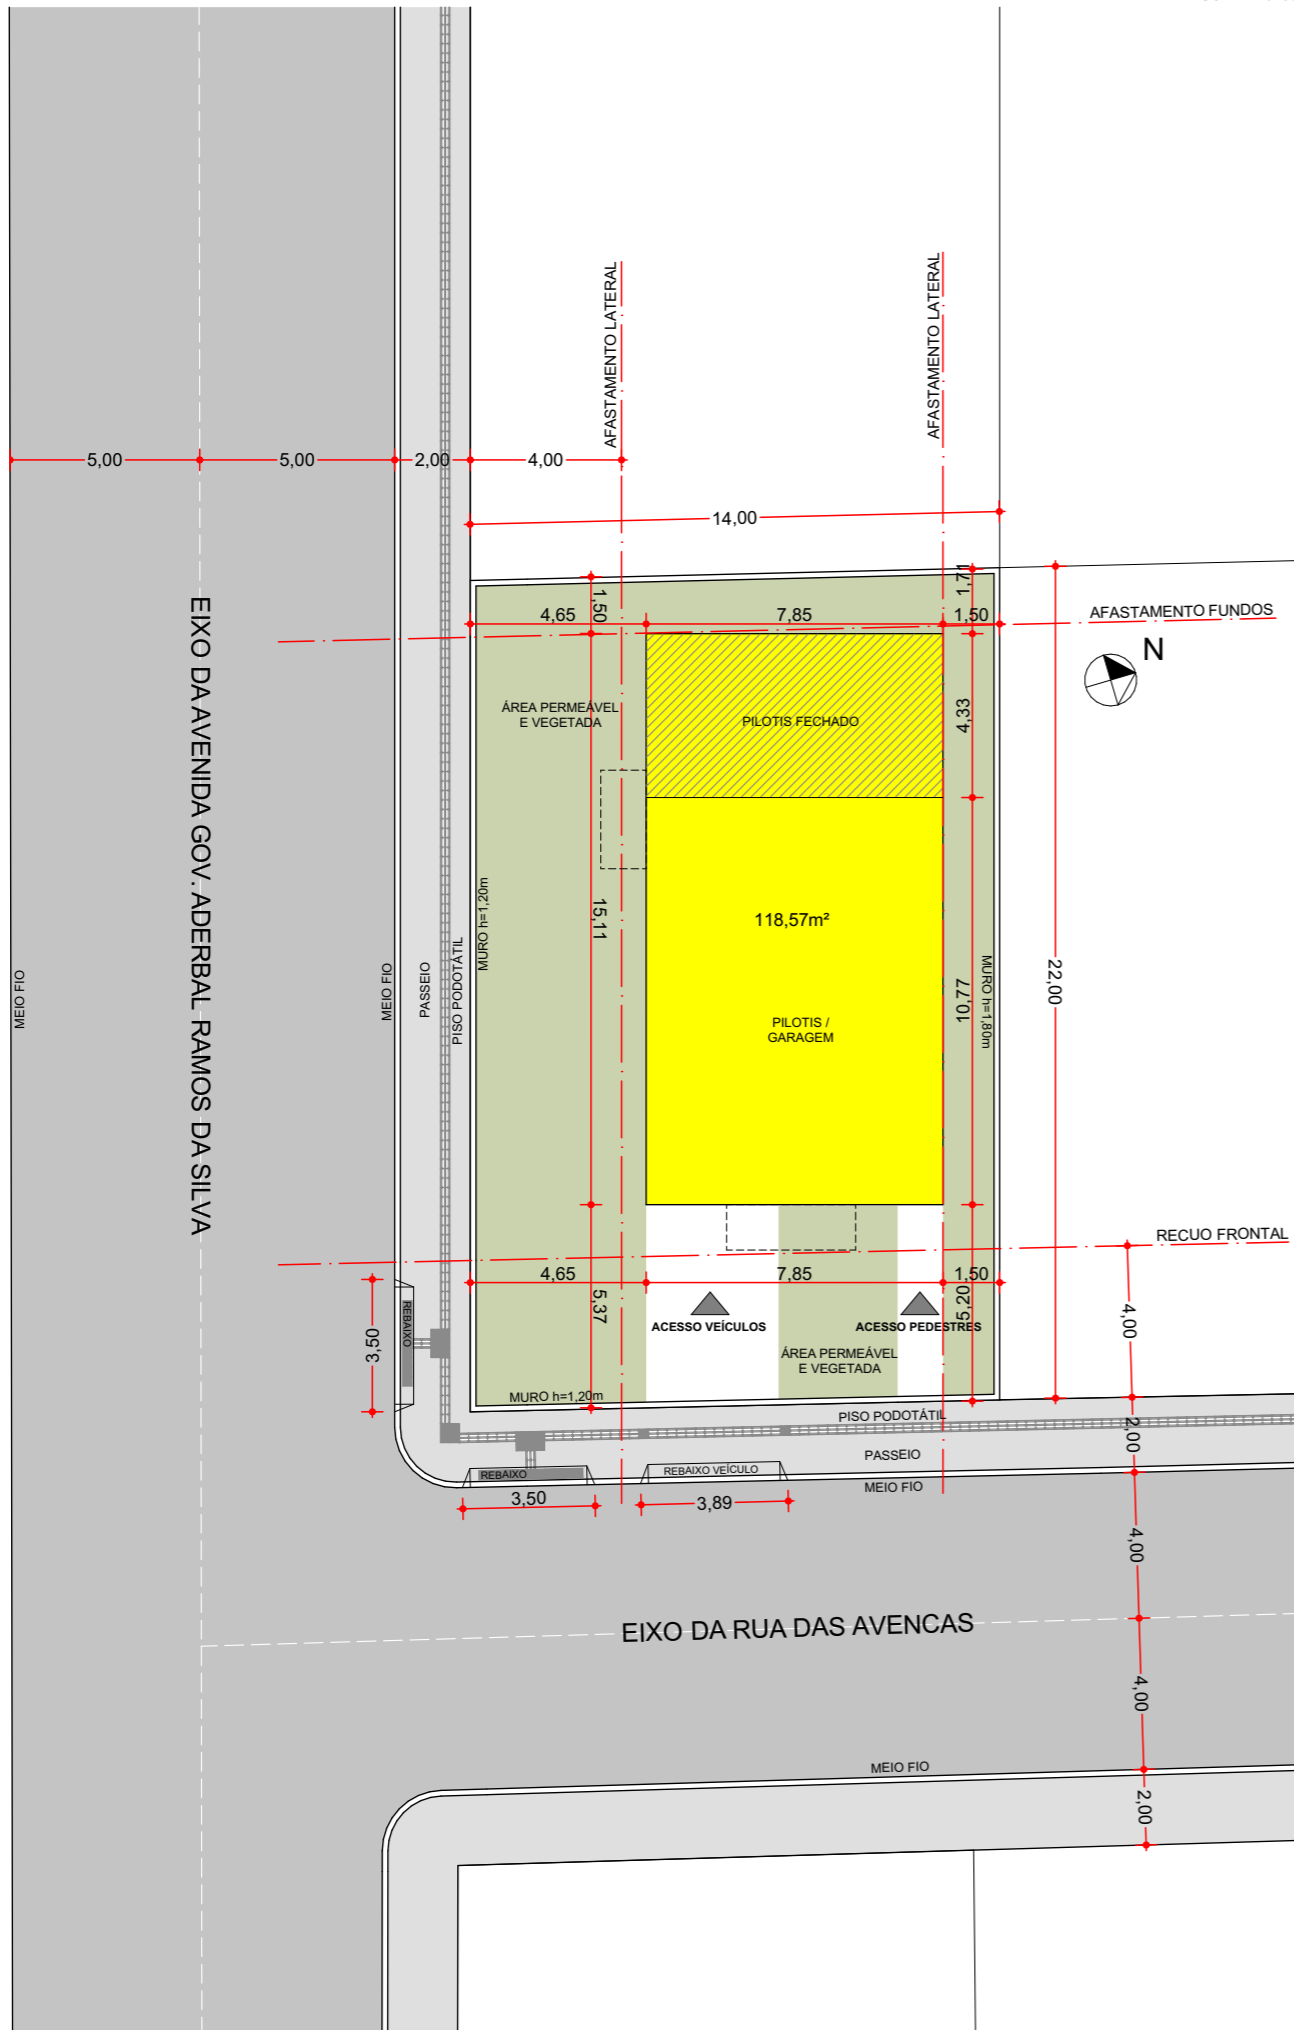 AFASTAMENTO LATERAL
AFASTAMENTO LATERAL
5,00
5,00
2,00
4,00
14,00
1,50
1,71
4,65
7,85
1,50
AFASTAMENTO FUNDOS
N
EIXO DA AVENIDA GOV. ADERBAL RAMOS DA SILVA
ÁREA PERMEÁVEL
E VEGETADA
PILOTIS FECHADO
4,33
MEIO FIO
MEIO FIO
PASSEIO
PISO PODOTÁTIL
MURO h=1,20m
15,11
118,57m²
10,77
MURO h=1,80m
22,00
PILOTIS /
GARAGEM
RECUO FRONTAL
4,65
7,85
1,50
5,37
5,20
4,00
3,50
REBAIXO
ACESSO VEÍCULOS
ACESSO PEDESTRES
ÁREA PERMEÁVEL
E VEGETADA
MURO h=1,20m
PISO PODOTÁTIL
2,00
PASSEIO
REBAIXO
REBAIXO VEÍCULO
MEIO FIO
3,50
3,89
4,00
EIXO DA RUA DAS AVENCAS
4,00
MEIO FIO
2,00